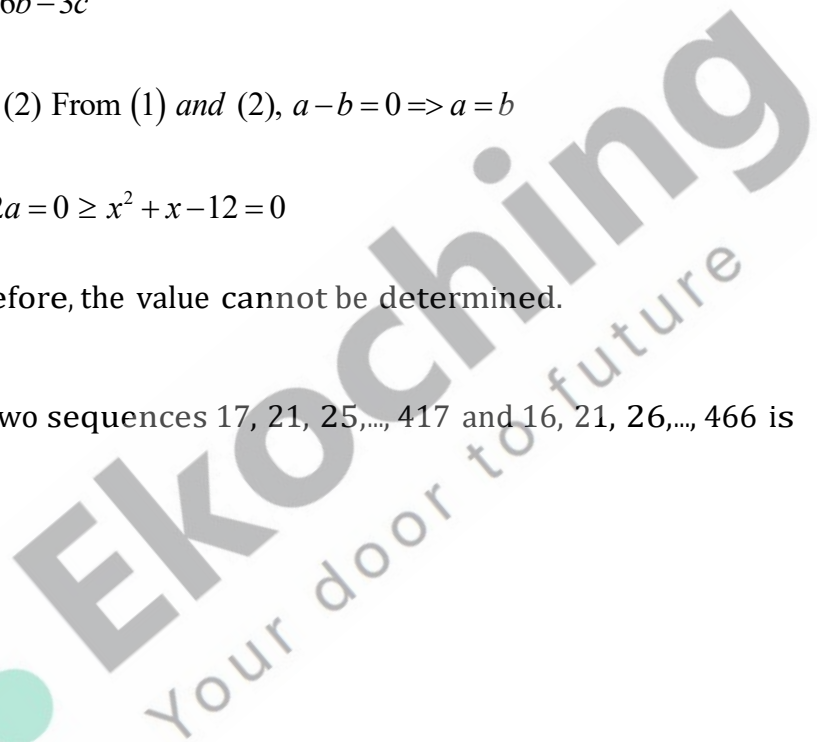 6b − 3c
(2) From (1) and (2), a − b = 0 => a = b
a = 0 ≥ x² + x − 12 = 0
efore, the value cannot be determined.
wo sequences 17, 21, 25,..., 417 and 16, 21, 26,..., 466 is
Ekoching
Your door to future